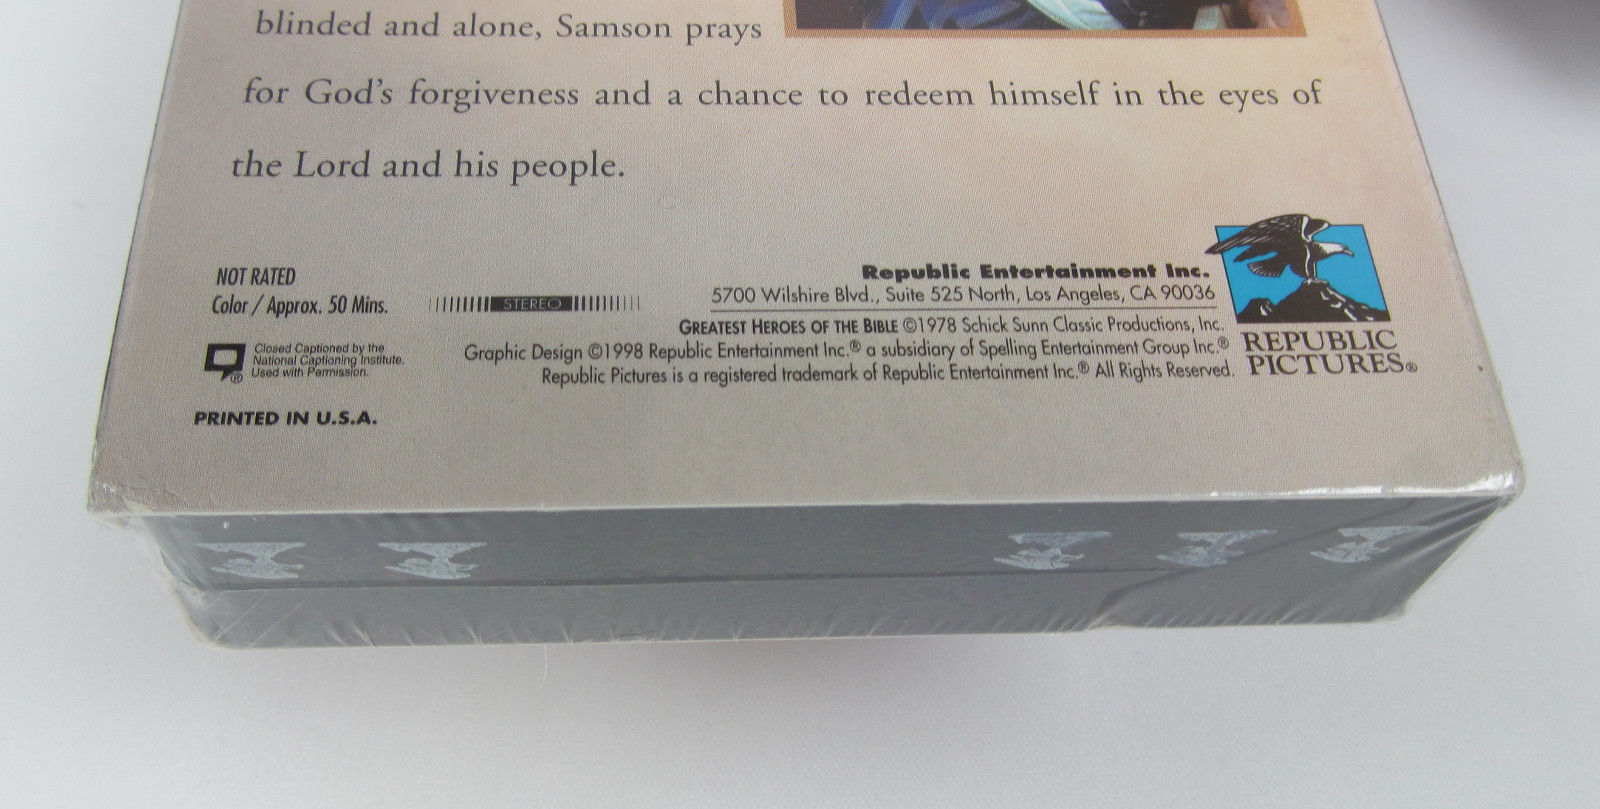 blinded and alone, Samson prays
for God's forgiveness and a chance to redeem himself in the eyes of
the Lord and his people.
NOT RATED
Color / Approx. 50 Mins.
STEREO
Closed Captioned by the
National Captioning Institute.
Used with Permission.
PRINTED IN U.S.A.
Republic Entertainment Inc.
5700 Wilshire Blvd., Suite 525 North, Los Angeles, CA 90036
GREATEST HEROES OF THE BIBLE ©1978 Schick Sunn Classic Productions, Inc.
Graphic Design ©1998 Republic Entertainment Inc.® a subsidiary of Spelling Entertainment Group Inc.®
Republic Pictures is a registered trademark of Republic Entertainment Inc.® All Rights Reserved.
REPUBLIC
PICTURES®